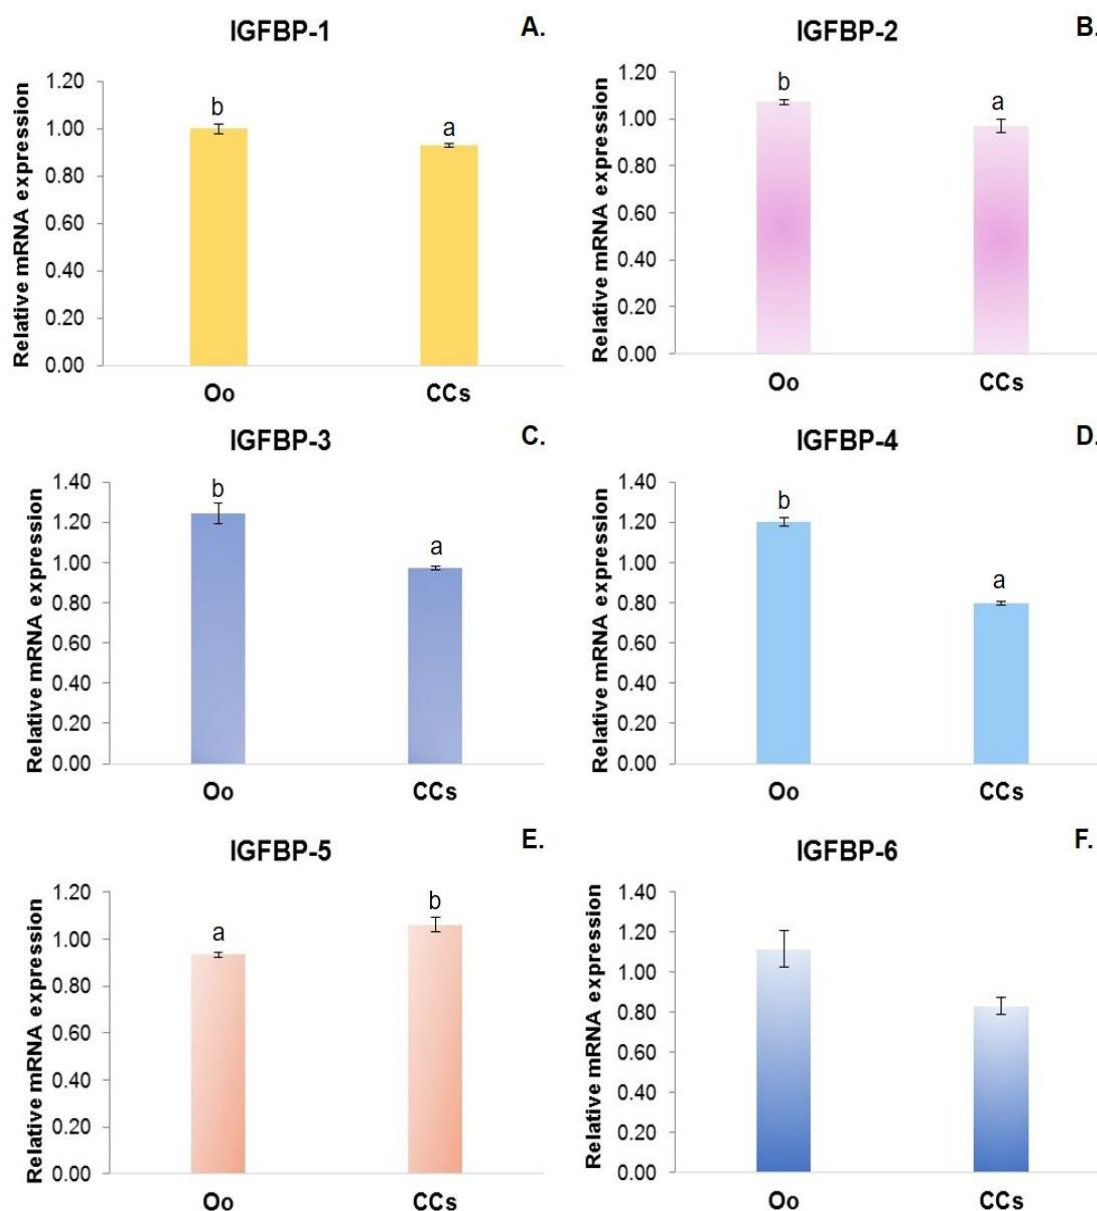 IGFBP-1
A.
Relative mRNA expression
1.20
1.00
0.80
0.60
0.40
0.20
0.00
b
a
Oo
CCs
IGFBP-2
B.
Relative mRNA expression
1.20
1.00
0.80
0.60
0.40
0.20
0.00
b
a
Oo
CCs
IGFBP-3
C.
Relative mRNA expression
1.40
1.20
1.00
0.80
0.60
0.40
0.20
0.00
b
a
Oo
CCs
IGFBP-4
D.
Relative mRNA expression
1.40
1.20
1.00
0.80
0.60
0.40
0.20
0.00
b
a
Oo
CCs
IGFBP-5
E.
Relative mRNA expression
1.20
1.00
0.80
0.60
0.40
0.20
0.00
a
b
Oo
CCs
IGFBP-6
F.
Relative mRNA expression
1.40
1.20
1.00
0.80
0.60
0.40
0.20
0.00
Oo
CCs